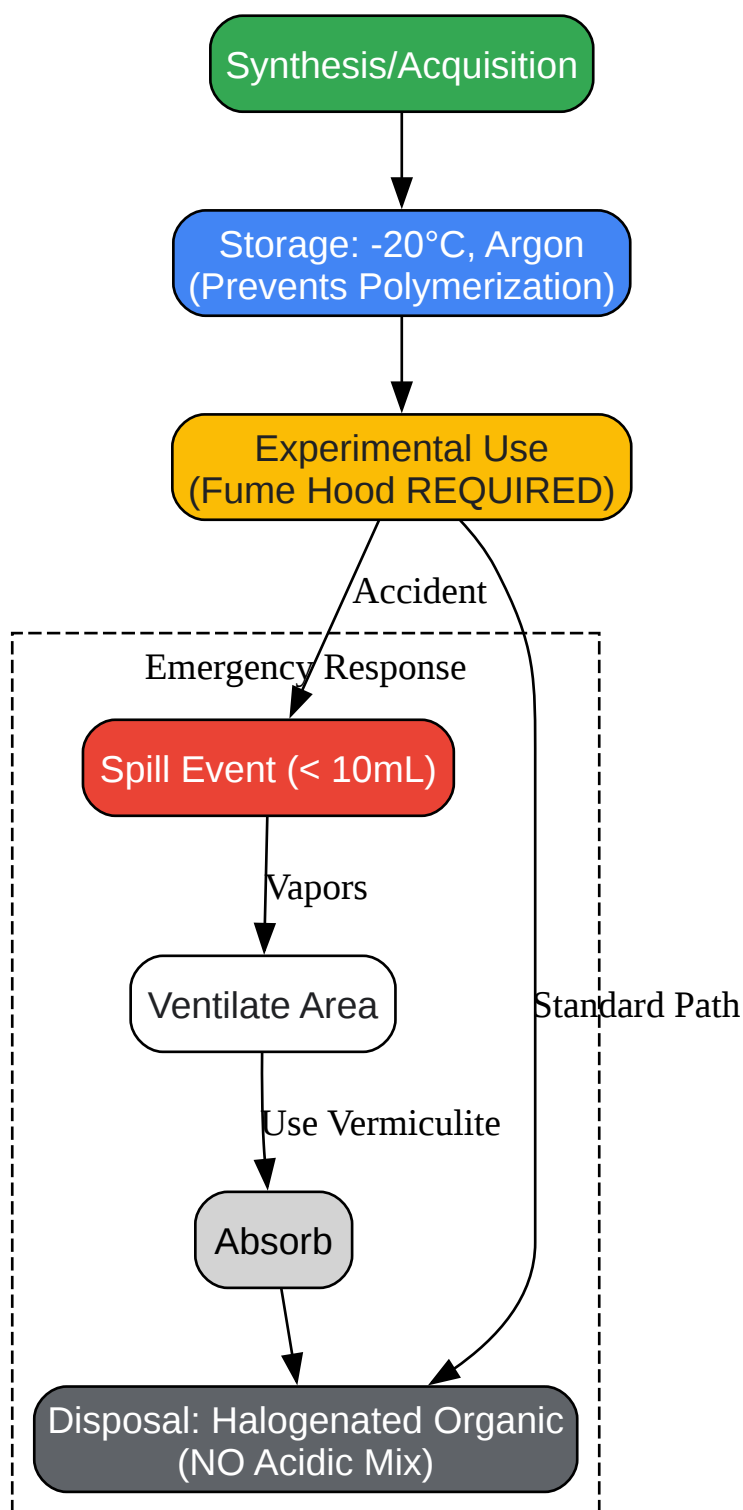 Synthesis/Acquisition
Storage: -20°C, Argon
(Prevents Polymerization)
Experimental Use
(Fume Hood REQUIRED)
Accident
Emergency Response
Spill Event (< 10mL)
Vapors
Ventilate Area
Standard Path
Use Vermiculite
Absorb
Disposal: Halogenated Organic
(NO Acidic Mix)